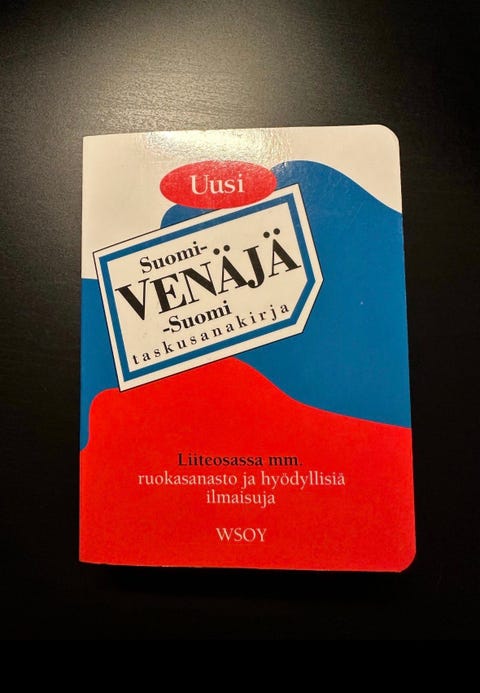 Uusi
Suomi-
VENÄJÄ
-Suomi
taskusanakirja
Liiteosassa mm.
ruokasanasto ja hyödyllisiä
ilmaisuja
WSOY